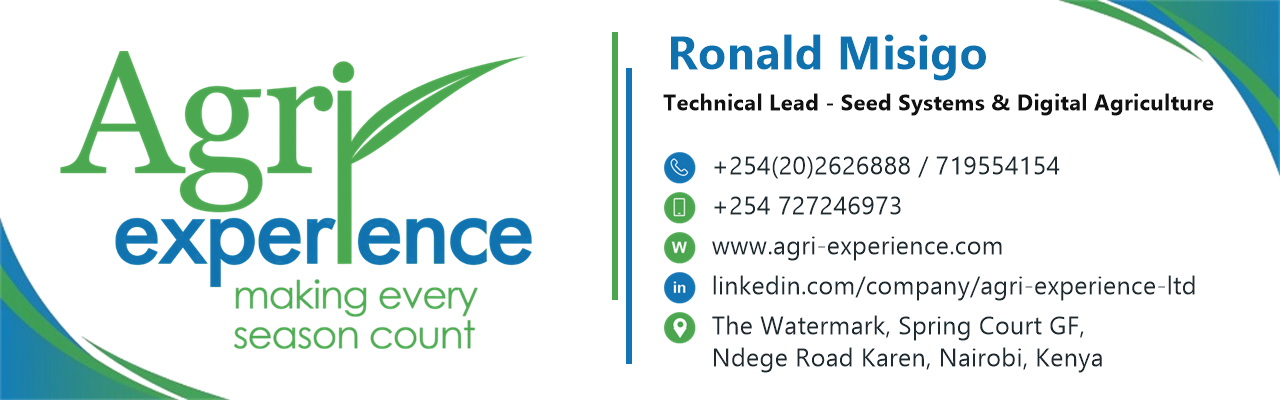 Agri
experience
making every
season count
Ronald Misigo
Technical Lead - Seed Systems & Digital Agriculture
+254(20)2626888 / 719554154
+254 727246973
W www.agri-experience.com
in linkedin.com/company/agri-experience-ltd
The Watermark, Spring Court GF,
Ndege Road Karen, Nairobi, Kenya